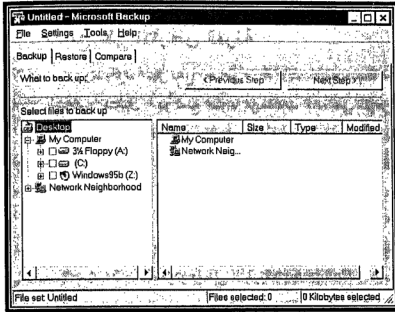 Untitled - Microsoft Backup
File Settings Tools Help
Backup Restore Compare
What to back up: < Previous Step Next Step >
Select files to back up
Desktop
My Computer
3½ Floppy (A:)
(C:)
Windows95b (Z:)
Network Neighborhood
Name Size Type Modified
My Computer
Network Neig...
File set: Untitled Files selected: 0 0 Kilobytes selected